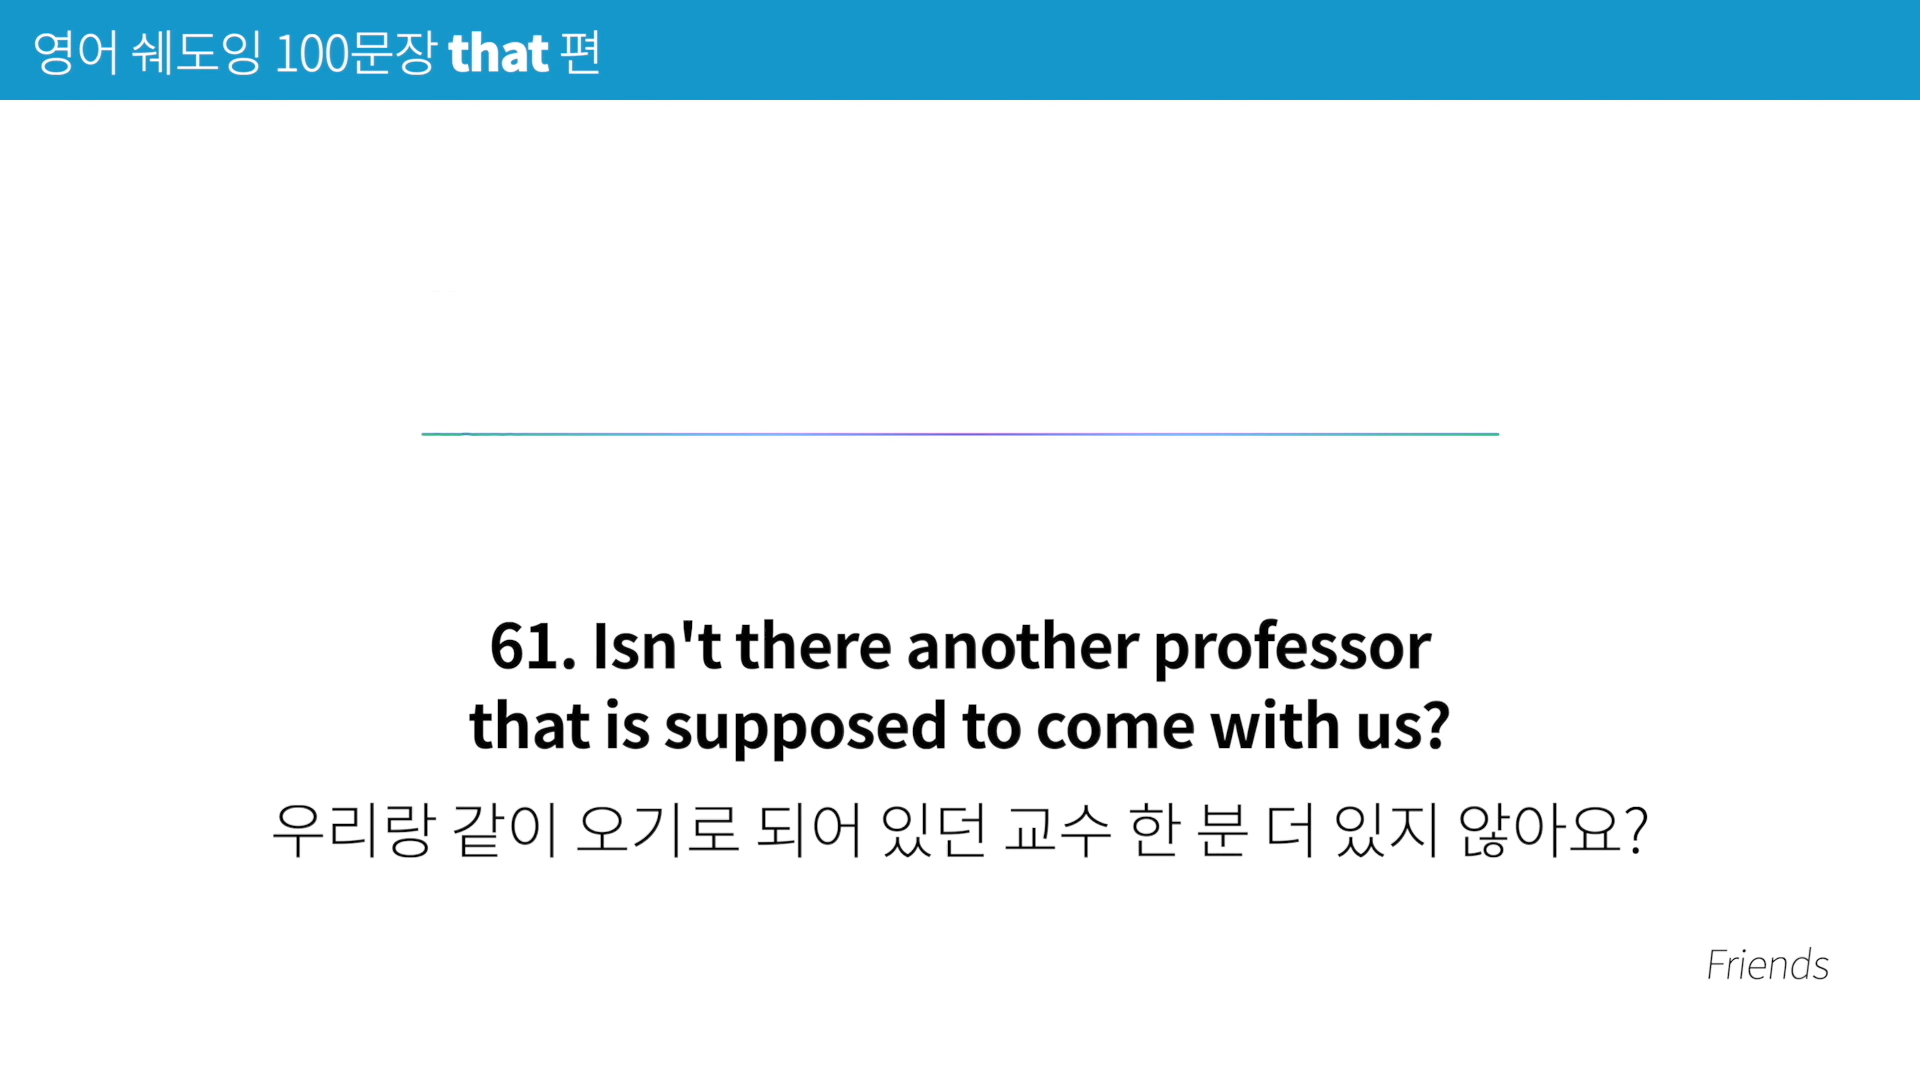 영어 쉐도잉 100문장 that 편
61. Isn't there another professor
that is supposed to come with us?
우리랑 같이 오기로 되어 있던 교수 한 분 더 있지 않아요?
Friends